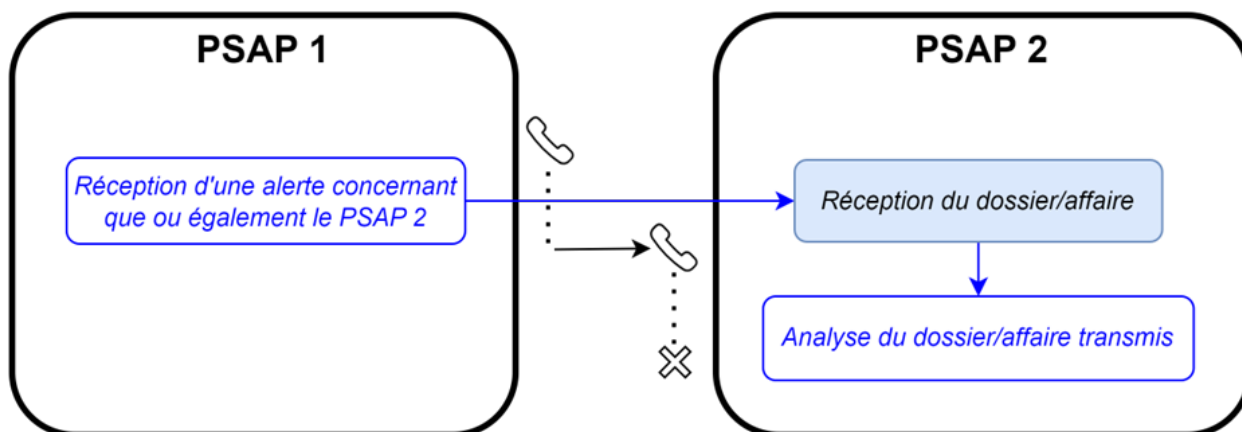 PSAP 1
PSAP 2
Réception d'une alerte concernant
que ou également le PSAP 2
Réception du dossier/affaire
Analyse du dossier/affaire transmis